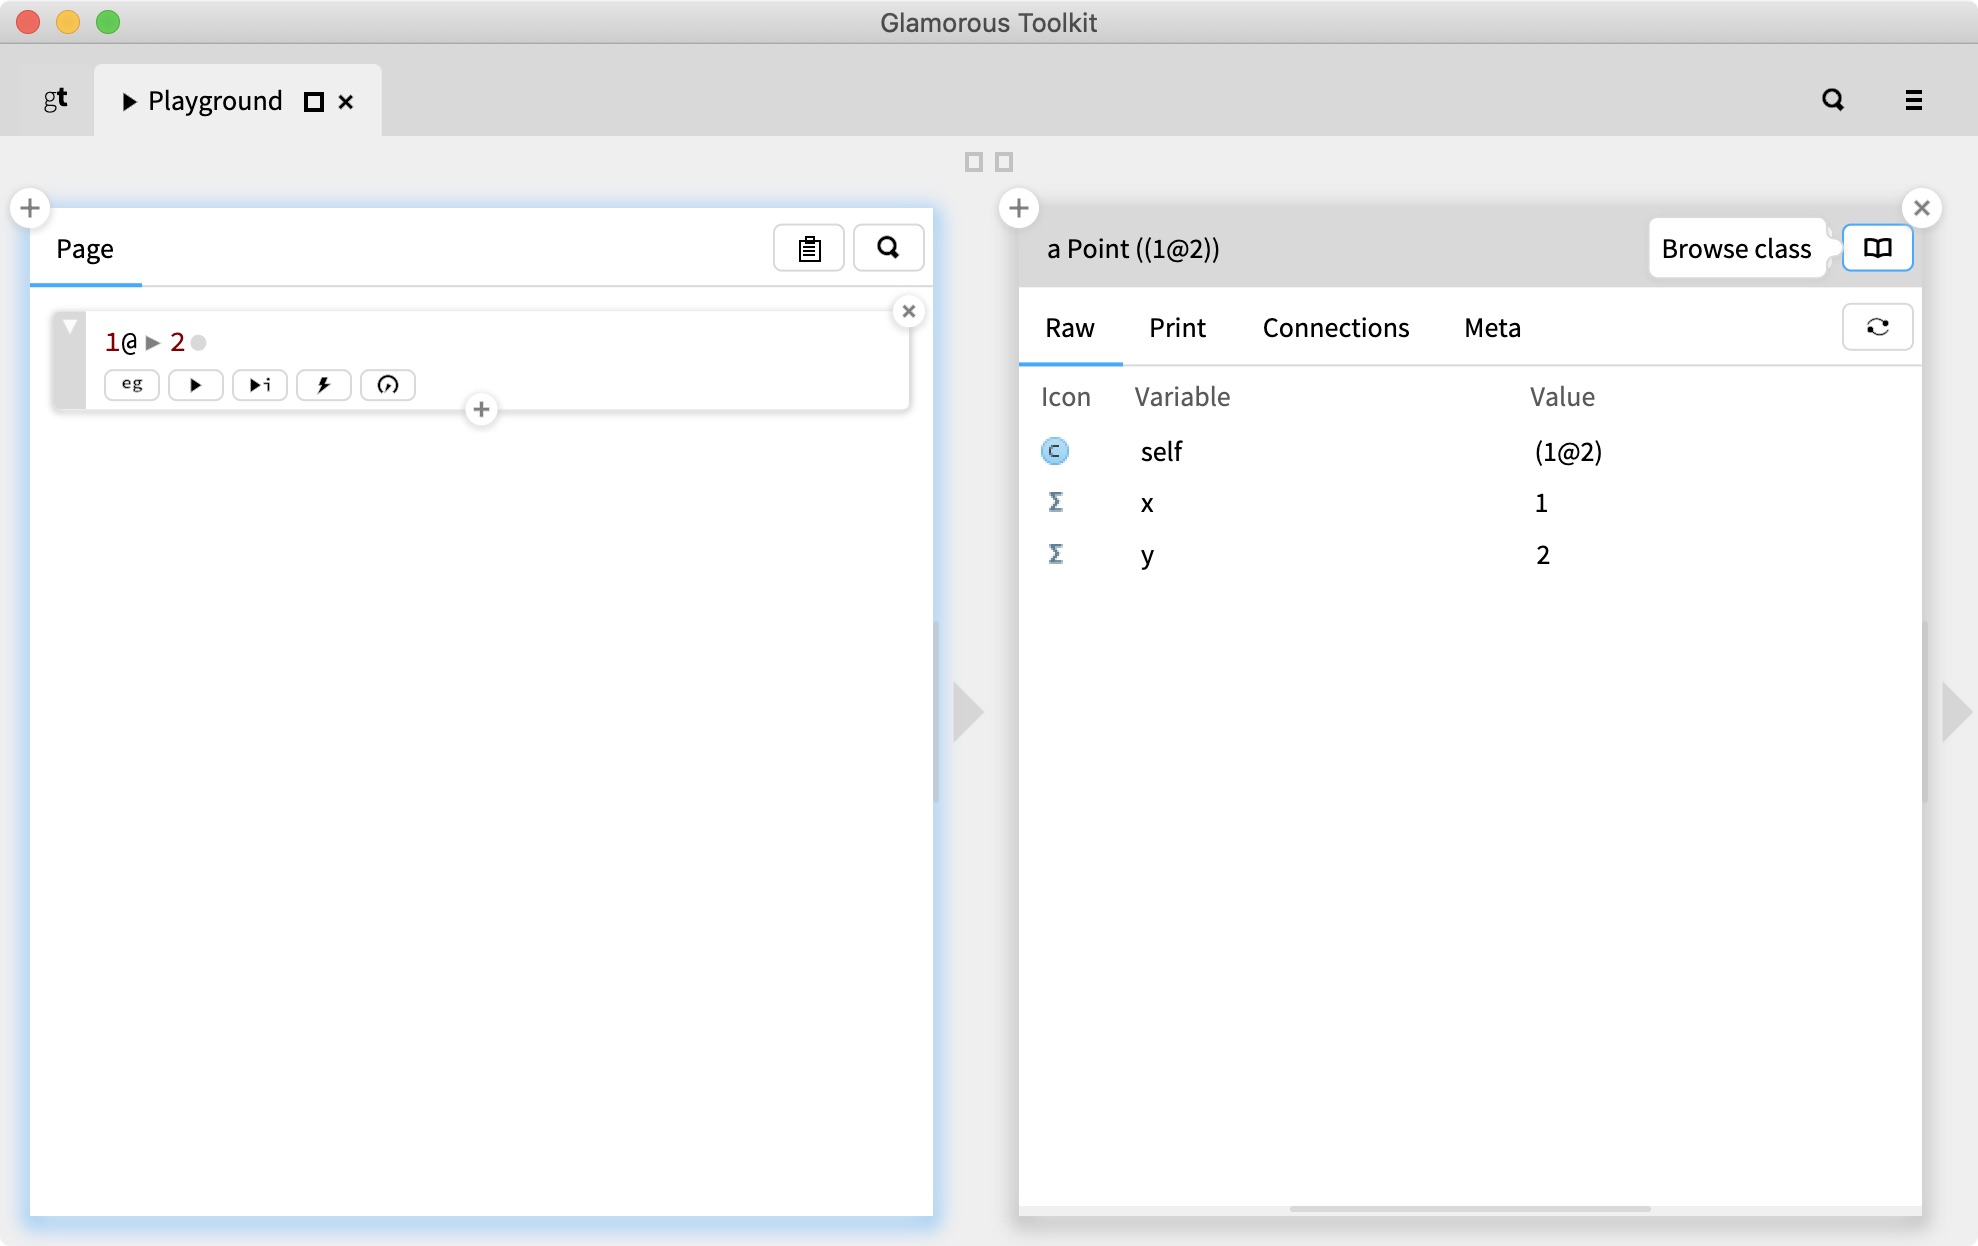 Glamorous Toolkit
gt
Playground
Page
1@ 2
eg
i
a Point ((1@2))
Browse class
Raw Print Connections Meta
Icon Variable Value
C self (1@2)
Σ x 1
Σ y 2